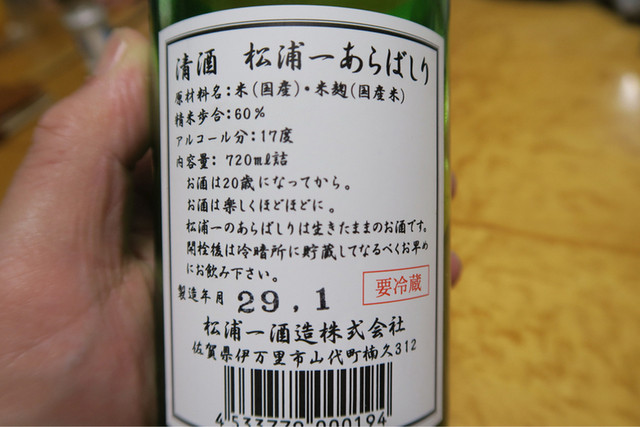 清酒 松浦一あらばしり
原材料名:米(国産)・米麹(国産米)
精米歩合:60%
アルコール分:17度
内容量: 720mℓ詰
お酒は20歳になってから。
お酒は楽しくほどほどに。
松浦一のあらばしりは生きたままのお酒です。
開栓後は冷暗所に貯蔵してなるべくお早め
にお飲み下さい。
要冷蔵
製造年月 29.1
松浦一酒造株式会社
佐賀県伊万里市山代町楠久312
4 533770 000194